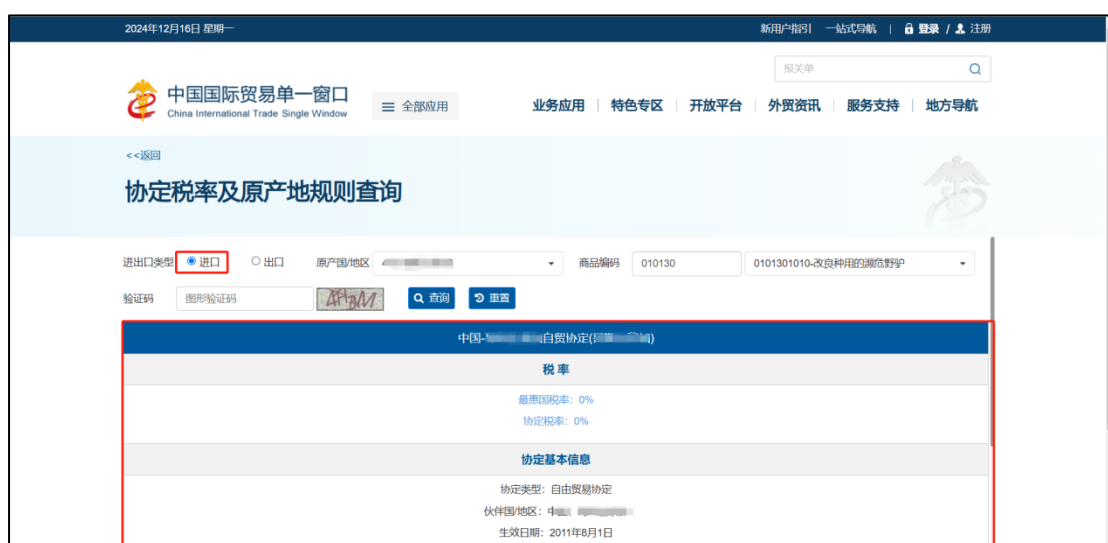 2024年12月16日 星期一
新用户指引 一站式导航 | 登录 / 注册
报关单
中国国际贸易单一窗口
China International Trade Single Window
全部应用
业务应用 | 特色专区 | 开放平台 | 外贸资讯 | 服务支持 | 地方导航
<<返回
协定税率及原产地规则查询
进出口类型 进口 出口 原产国/地区 商品编码 010130 0101301010-改良种用的濒危野驴
验证码 图形验证码 查询 重置
中国- 自贸协定( )
税 率
最惠国税率：0%
协定税率：0%
协定基本信息
协定类型：自由贸易协定
伙伴国/地区：
生效日期：2011年8月1日